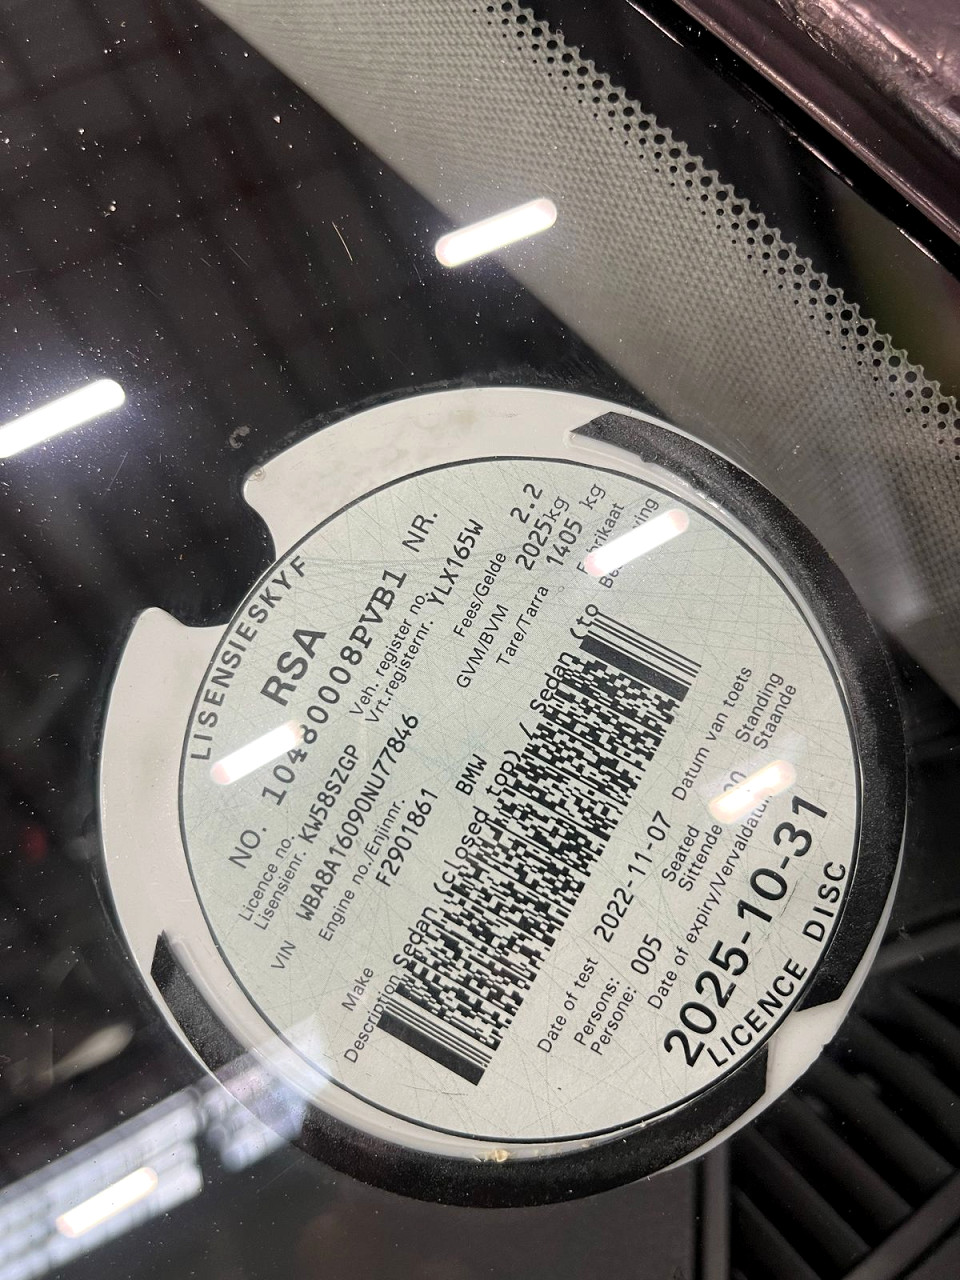 LISENSIESKYF
RSA
NO. 10480008PVB1 NR.
Licence no.
Lisensienr. KW58SZGP
Veh. register no.
Vrt.registernr. YLX165W
VIN WBA8A16090NU77846
Fees/Gelde 2.2
Engine no./Enjinnr.
F2901861
GVM/BVM 2025kg
Tare/Tarra 1405 kg
Make BMW
Description Sedan (closed top) / Sedan (to
Date of test 2022-11-07 Datum van toets
Persons: Seated Standing
Persone: 005 Sittende 00 Staande
Date of expiry/Vervaldatum
2025-10-31
LICENCE DISC